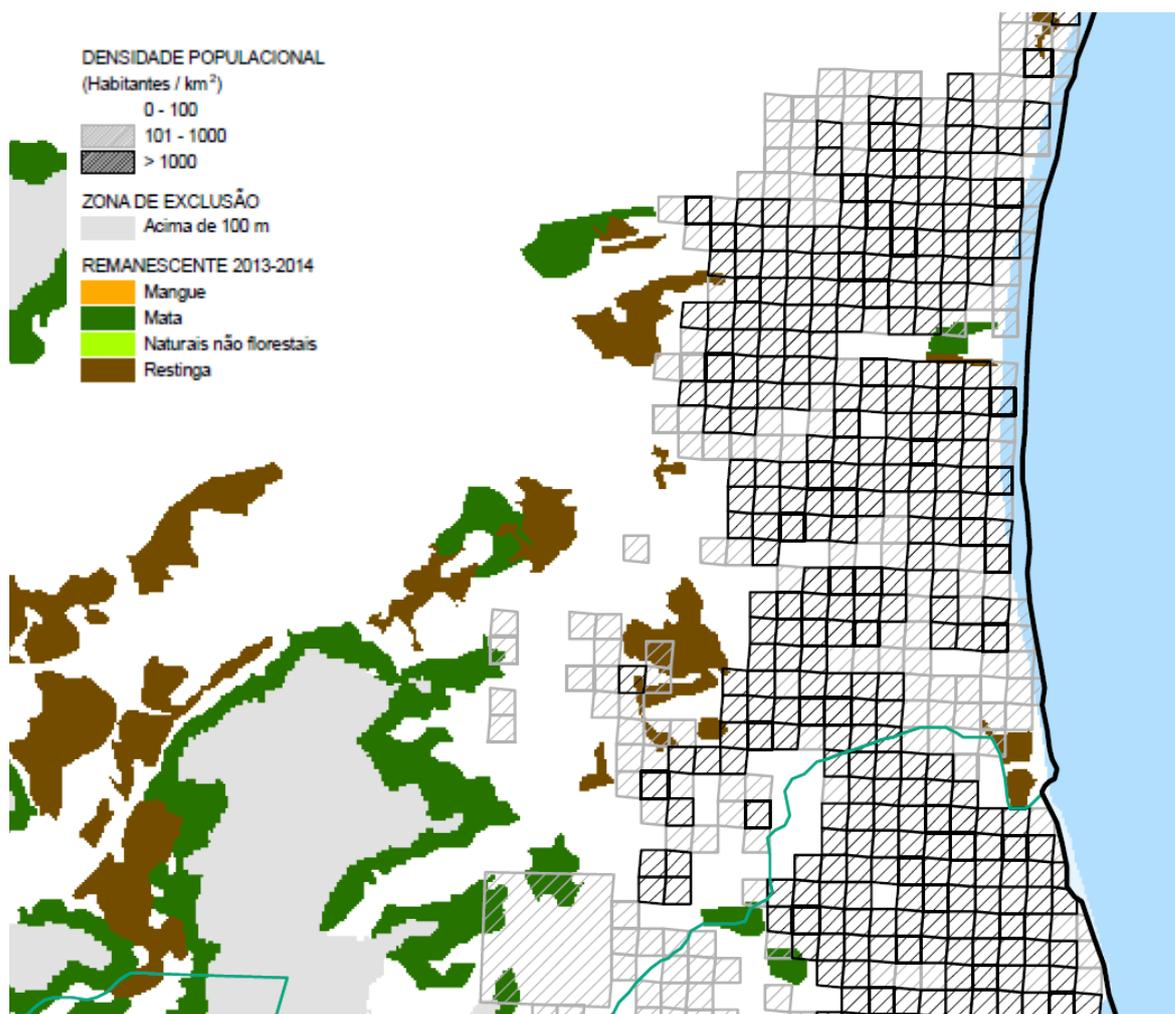 DENSIDADE POPULACIONAL
(Habitantes / km²)
0 - 100
101 - 1000
> 1000
ZONA DE EXCLUSÃO
Acima de 100 m
REMANESCENTE 2013-2014
Mangue
Mata
Naturais não florestais
Restinga